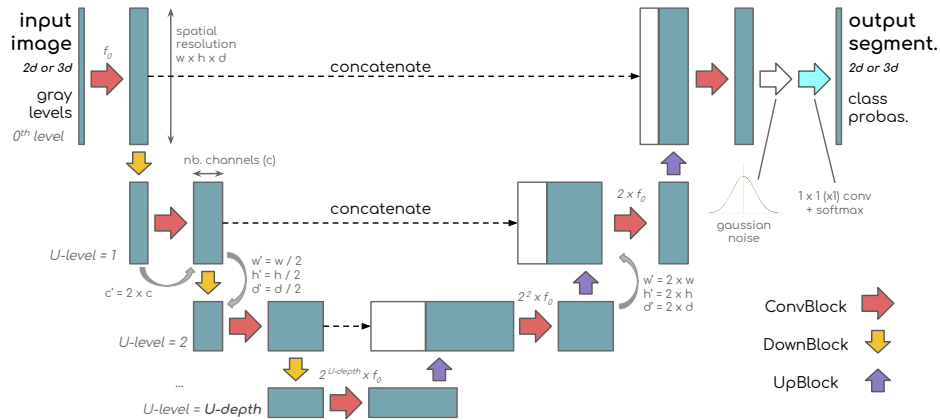 input
image
2d or 3d
gray
levels
0th level
f0
spatial
resolution
w x h x d
concatenate
output
segment.
2d or 3d
class
probas.
nb. channels (c)
concatenate
2 x f0
gaussian
noise
1 x 1 (x1) conv
+ softmax
U-level = 1
c' = 2 x c
w' = w / 2
h' = h / 2
d' = d / 2
w' = 2 x w
h' = 2 x h
d' = 2 x d
2² x f0
U-level = 2
ConvBlock
DownBlock
UpBlock
...
2U-depth x f0
U-level = U-depth